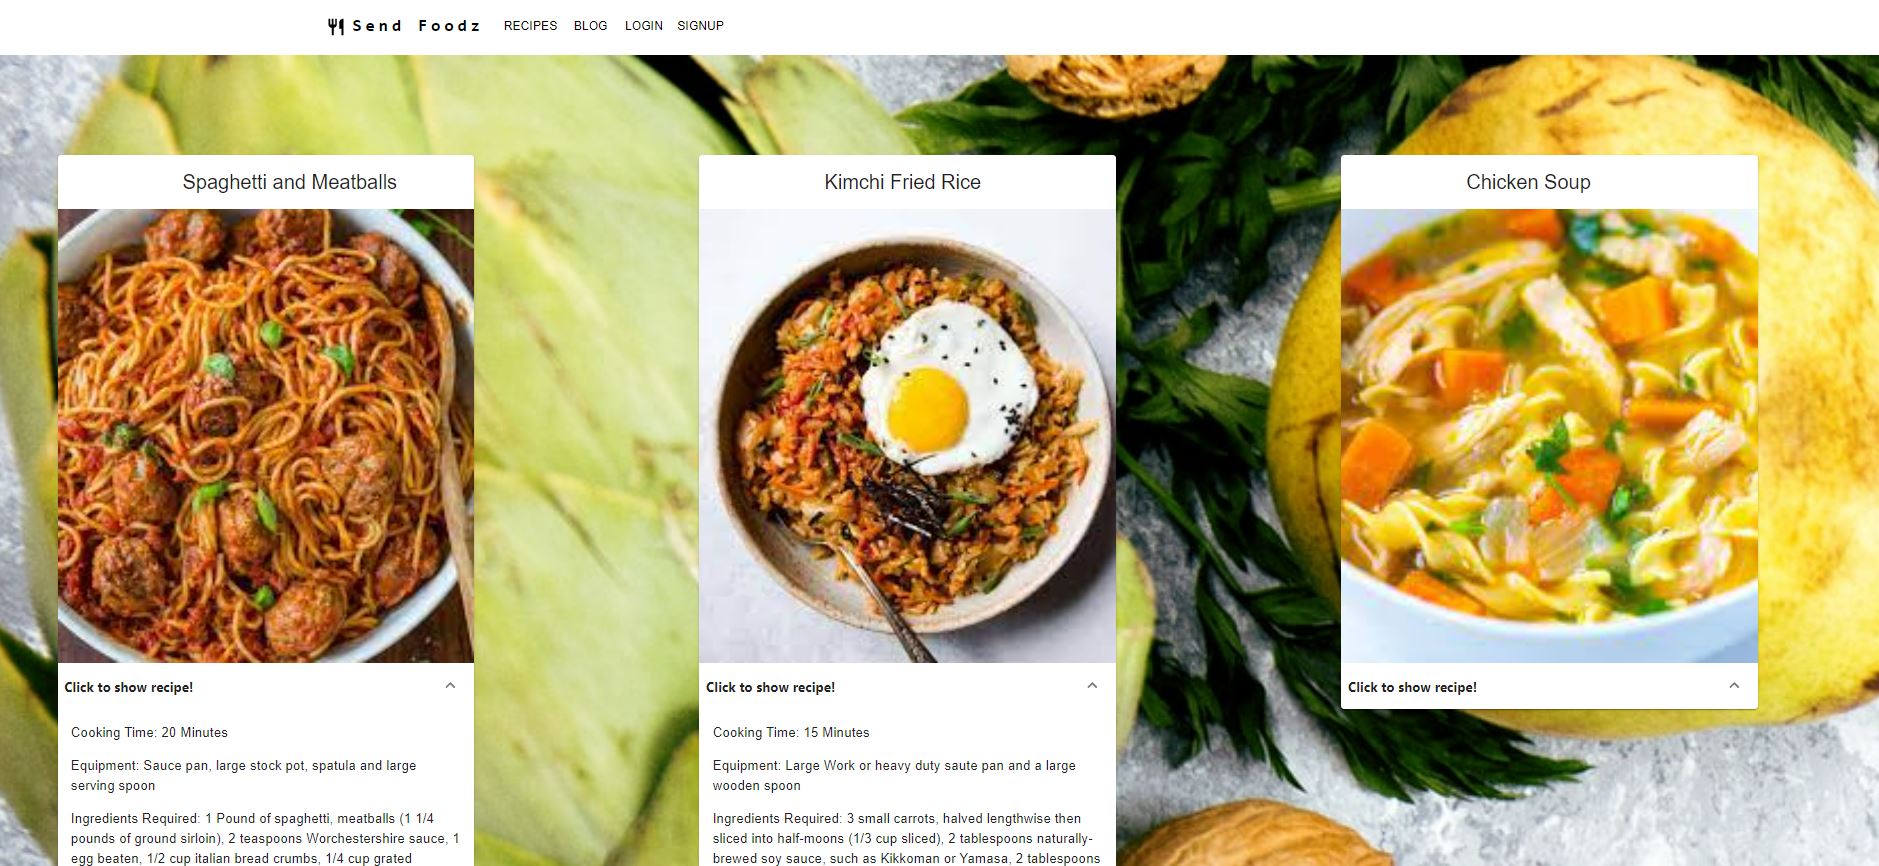 Send Foodz RECIPES BLOG LOGIN SIGNUP
Spaghetti and Meatballs
Click to show recipe!
Cooking Time: 20 Minutes
Equipment: Sauce pan, large stock pot, spatula and large
serving spoon
Ingredients Required: 1 Pound of spaghetti, meatballs (1 1/4
pounds of ground sirloin), 2 teaspoons Worchestershire sauce, 1
egg beaten, 1/2 cup italian bread crumbs, 1/4 cup grated
Kimchi Fried Rice
Click to show recipe!
Cooking Time: 15 Minutes
Equipment: Large Work or heavy duty saute pan and a large
wooden spoon
Ingredients Required: 3 small carrots, halved lengthwise then
sliced into half-moons (1/3 cup sliced), 2 tablespoons naturally-
brewed soy sauce, such as Kikkoman or Yamasa, 2 tablespoons
Chicken Soup
Click to show recipe!